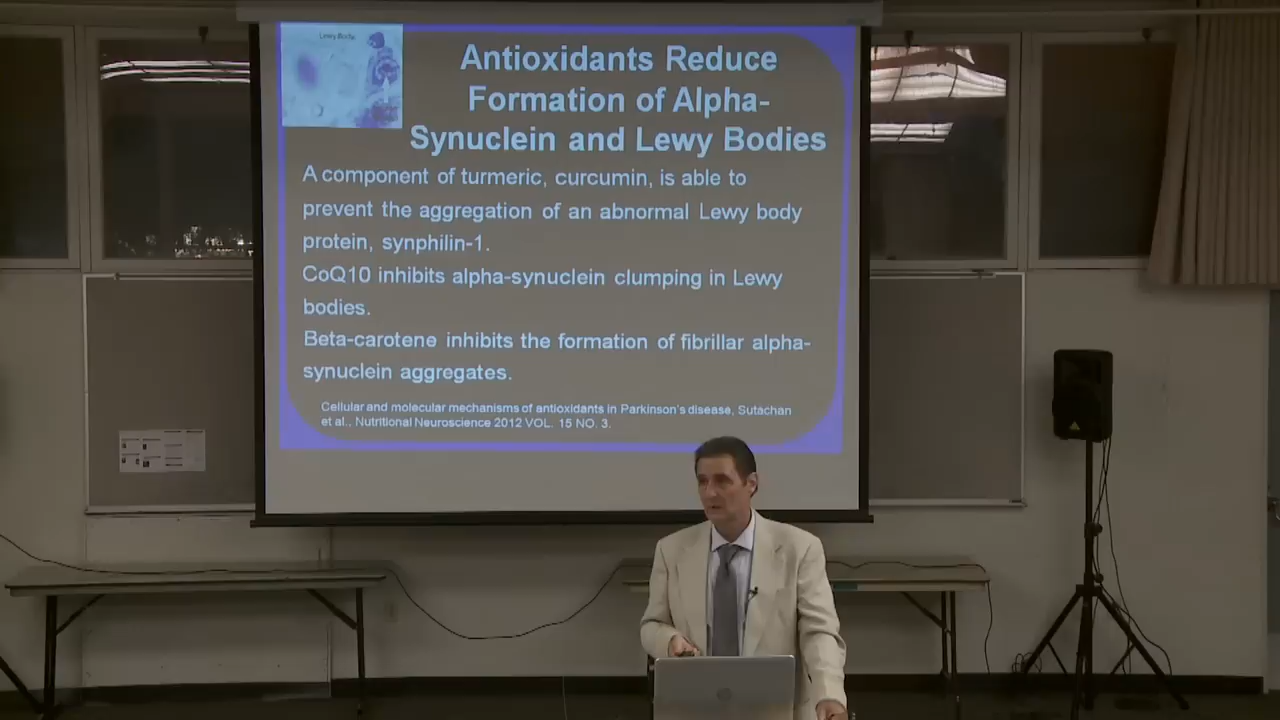 Lewy Body
Antioxidants Reduce
Formation of Alpha-
Synuclein and Lewy Bodies
A component of turmeric, curcumin, is able to
prevent the aggregation of an abnormal Lewy body
protein, synphilin-1.
CoQ10 inhibits alpha-synuclein clumping in Lewy
bodies.
Beta-carotene inhibits the formation of fibrillar alpha-
synuclein aggregates.
Cellular and molecular mechanisms of antioxidants in Parkinson's disease, Sutachan
et al., Nutritional Neuroscience 2012 VOL. 15 NO. 3.